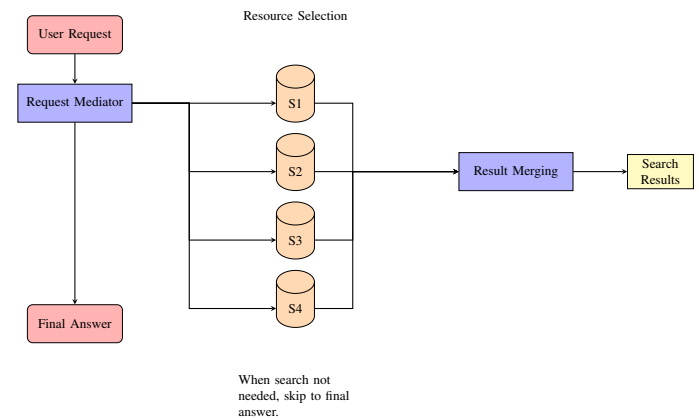 Resource Selection
User Request
Request Mediator
S1
S2
S3
S4
Result Merging
Search
Results
Final Answer
When search not
needed, skip to final
answer.